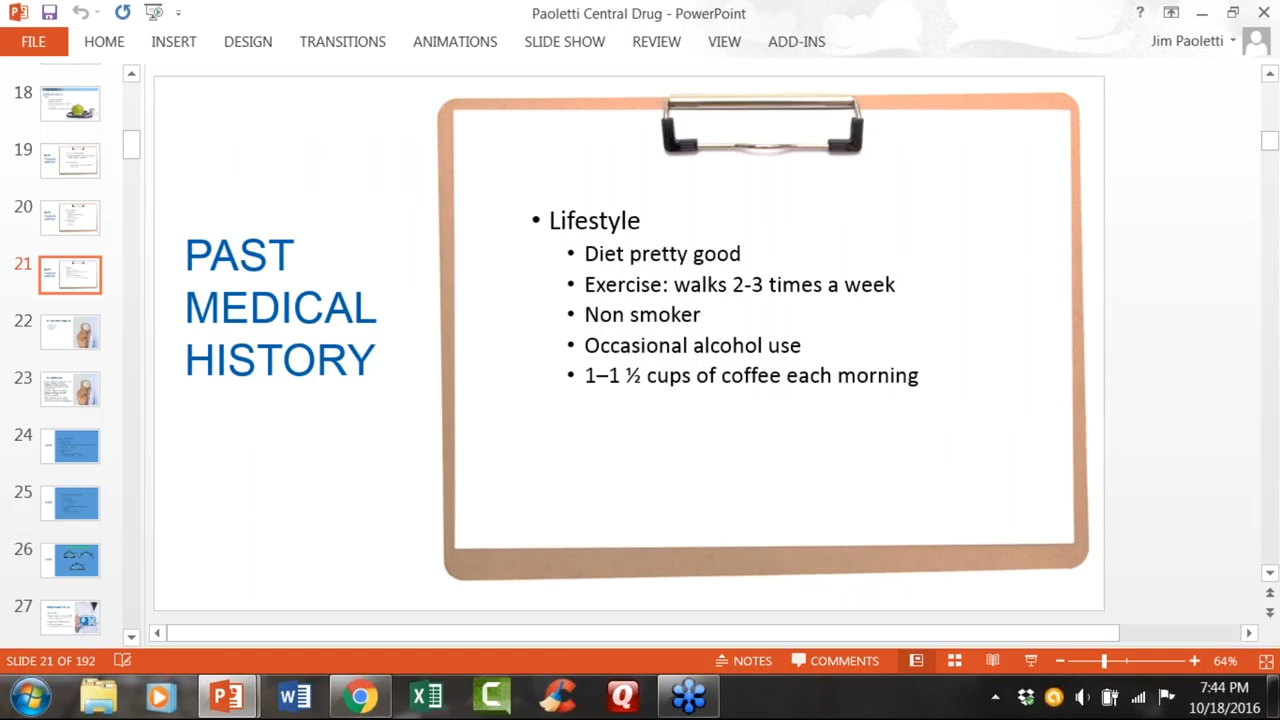 Paoletti Central Drug - PowerPoint
FILE HOME INSERT DESIGN TRANSITIONS ANIMATIONS SLIDE SHOW REVIEW VIEW ADD-INS Jim Paoletti
18
19
20
21
22
23
24
25
26
27
PAST
MEDICAL
HISTORY
• Lifestyle
• Diet pretty good
• Exercise: walks 2-3 times a week
• Non smoker
• Occasional alcohol use
• 1–1 ½ cups of coffee each morning
SLIDE 21 OF 192 NOTES COMMENTS 64%
7:44 PM
10/18/2016